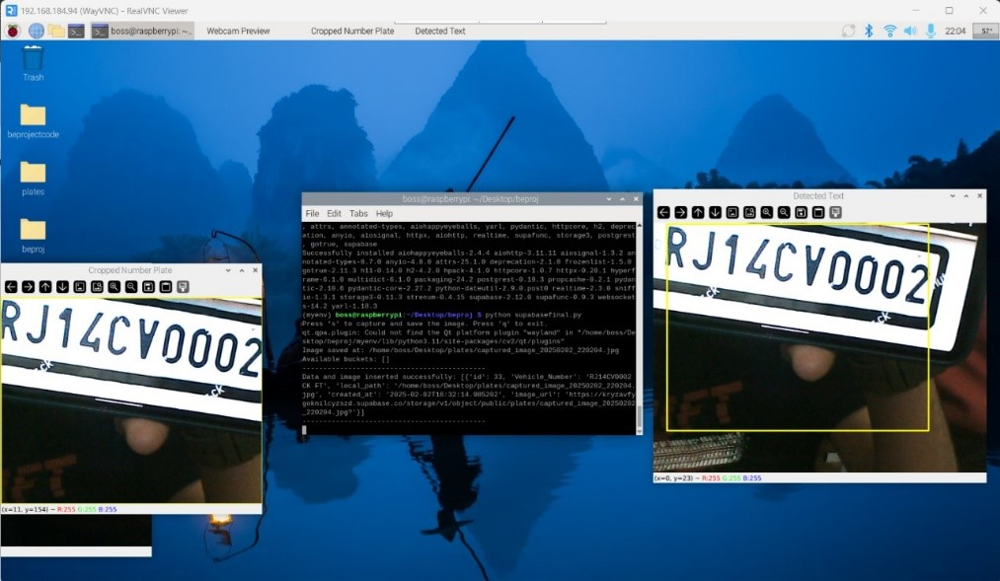 192.168.184.94 (WayVNC) - RealVNC Viewer
boss@raspberrypi: ~...
Webcam Preview
Cropped Number Plate
Detected Text
22:04
57°
Trash
beprojectcode
plates
beproj
boss@raspberrypi: ~/Desktop/beproj
File Edit Tabs Help
, attrs, annotated-types, aiohappyeyeballs, yarl, pydantic, httpcore, h2, deprec
ation, anyio, aiosignal, httpx, aiohttp, realtime, supafunc, storage3, postgrest
, gotrue, supabase
Successfully installed aiohappyeyeballs-2.4.4 aiohttp-3.11.11 aiosignal-1.3.2 an
notated-types-0.7.0 anyio-4.8.0 attrs-25.1.0 deprecation-2.1.0 frozenlist-1.5.0
gotrue-2.11.3 h11-0.14.0 h2-4.2.0 hpack-4.1.0 httpcore-1.0.7 httpx-0.28.1 hyperf
rame-6.1.0 multidict-6.1.0 packaging-24.2 postgrest-0.19.3 propcache-0.2.1 pydan
tic-2.10.6 pydantic-core-2.27.2 python-dateutil-2.9.0.post0 realtime-2.3.0 sniff
io-1.3.1 storage3-0.11.3 strenum-0.4.15 supabase-2.12.0 supafunc-0.9.3 websocket
s-14.2 yarl-1.18.3
(myenv) boss@raspberrypi:~/Desktop/beproj $ python supabasefinal.py
Press 's' to capture and save the image. Press 'q' to exit.
qt.qpa.plugin: Could not find the Qt platform plugin "wayland" in "/home/boss/De
sktop/beproj/myenv/lib/python3.11/site-packages/cv2/qt/plugins"
Image saved at: /home/boss/Desktop/plates/captured_image_20250202_220204.jpg
Available buckets: []
--------------------------------------------
Data and image inserted successfully: [{'id': 33, 'Vehicle_Number': 'RJ14CV0002
CK FT', 'local_path': '/home/boss/Desktop/plates/captured_image_20250202_220204.
jpg', 'created_at': '2025-02-02T16:32:14.985202', 'image_url': 'https://kryzavfy
goknilcyzszd.supabase.co/storage/v1/object/public/plates/captured_image_20250202
_220204.jpg?'}]
--------------------------------------------
Cropped Number Plate
RJ14CV0002
FT
(x=11, y=154) ~ R:255 G:255 B:255
Detected Text
RJ14CV0002
FT
(x=0, y=23) ~ R:255 G:255 B:255